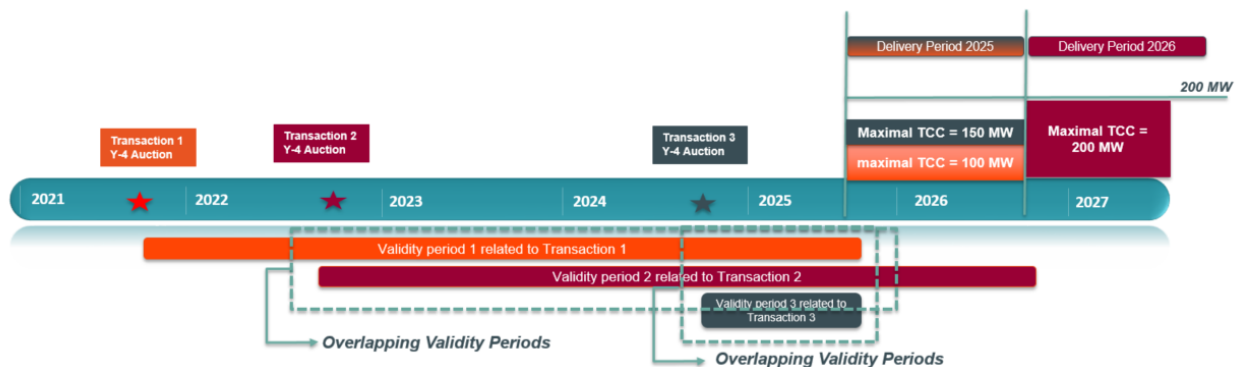 Delivery Period 2025
Delivery Period 2026
200 MW
Transaction 1
Y-4 Auction
Transaction 2
Y-4 Auction
Transaction 3
Y-4 Auction
Maximal TCC = 150 MW
maximal TCC = 100 MW
Maximal TCC =
200 MW
2021
2022
2023
2024
2025
2026
2027
Validity period 1 related to Transaction 1
Validity period 2 related to Transaction 2
Validity period 3 related to
Transaction 3
Overlapping Validity Periods
Overlapping Validity Periods